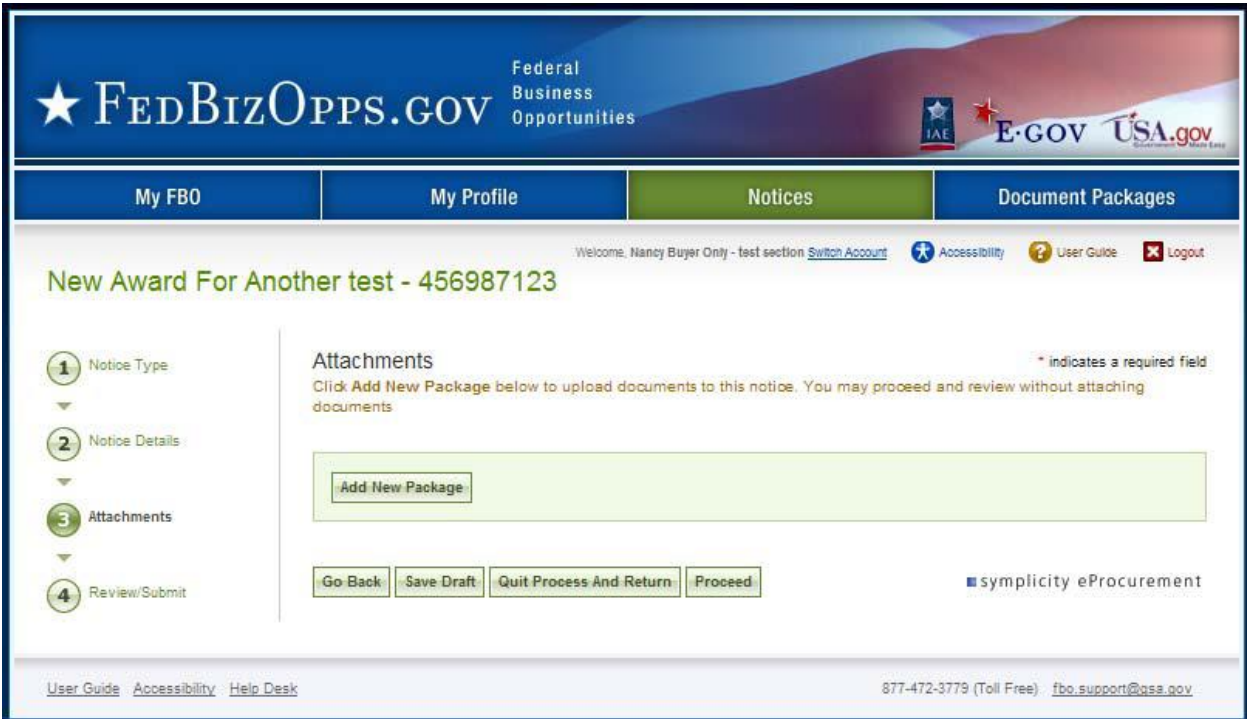 ★ FEDBIZOPPS.GOV
Federal
Business
Opportunities
IAE
E·GOV
USA.gov
Government Made Easy
My FBO
My Profile
Notices
Document Packages
Welcome, Nancy Buyer Only - test section Switch Account
Accessibility
User Guide
Logout
New Award For Another test - 456987123
1 Notice Type
2 Notice Details
3 Attachments
4 Review/Submit
Attachments
* indicates a required field
Click Add New Package below to upload documents to this notice. You may proceed and review without attaching
documents
Add New Package
Go Back
Save Draft
Quit Process And Return
Proceed
symplicity eProcurement
User Guide
Accessibility
Help Desk
877-472-3779 (Toll Free)
fbo.support@gsa.gov